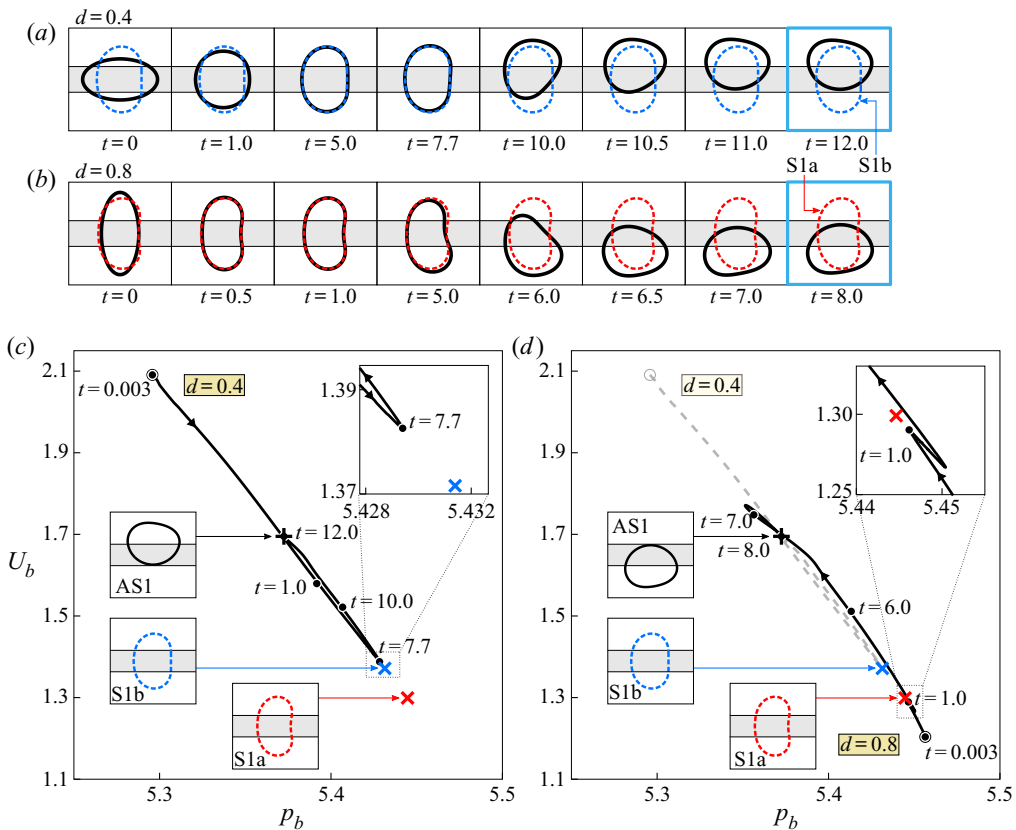 d = 0.4
(a)
t = 0 t = 1.0 t = 5.0 t = 7.7 t = 10.0 t = 10.5 t = 11.0 t = 12.0
S1a S1b
d = 0.8
(b)
t = 0 t = 0.5 t = 1.0 t = 5.0 t = 6.0 t = 6.5 t = 7.0 t = 8.0
(c)
2.1
1.9
1.7
U_b
1.5
1.3
1.1
5.3 5.4 5.5
p_b
t = 0.003
d = 0.4
1.39
t = 7.7
1.37
5.428 5.432
t = 12.0
AS1
t = 1.0
t = 10.0
t = 7.7
S1b
S1a
(d)
2.1
1.9
1.7
1.5
1.3
1.1
5.3 5.4 5.5
p_b
d = 0.4
1.30
t = 1.0
1.25
5.44 5.45
AS1
t = 7.0
t = 8.0
t = 6.0
S1b
t = 1.0
S1a
d = 0.8
t = 0.003